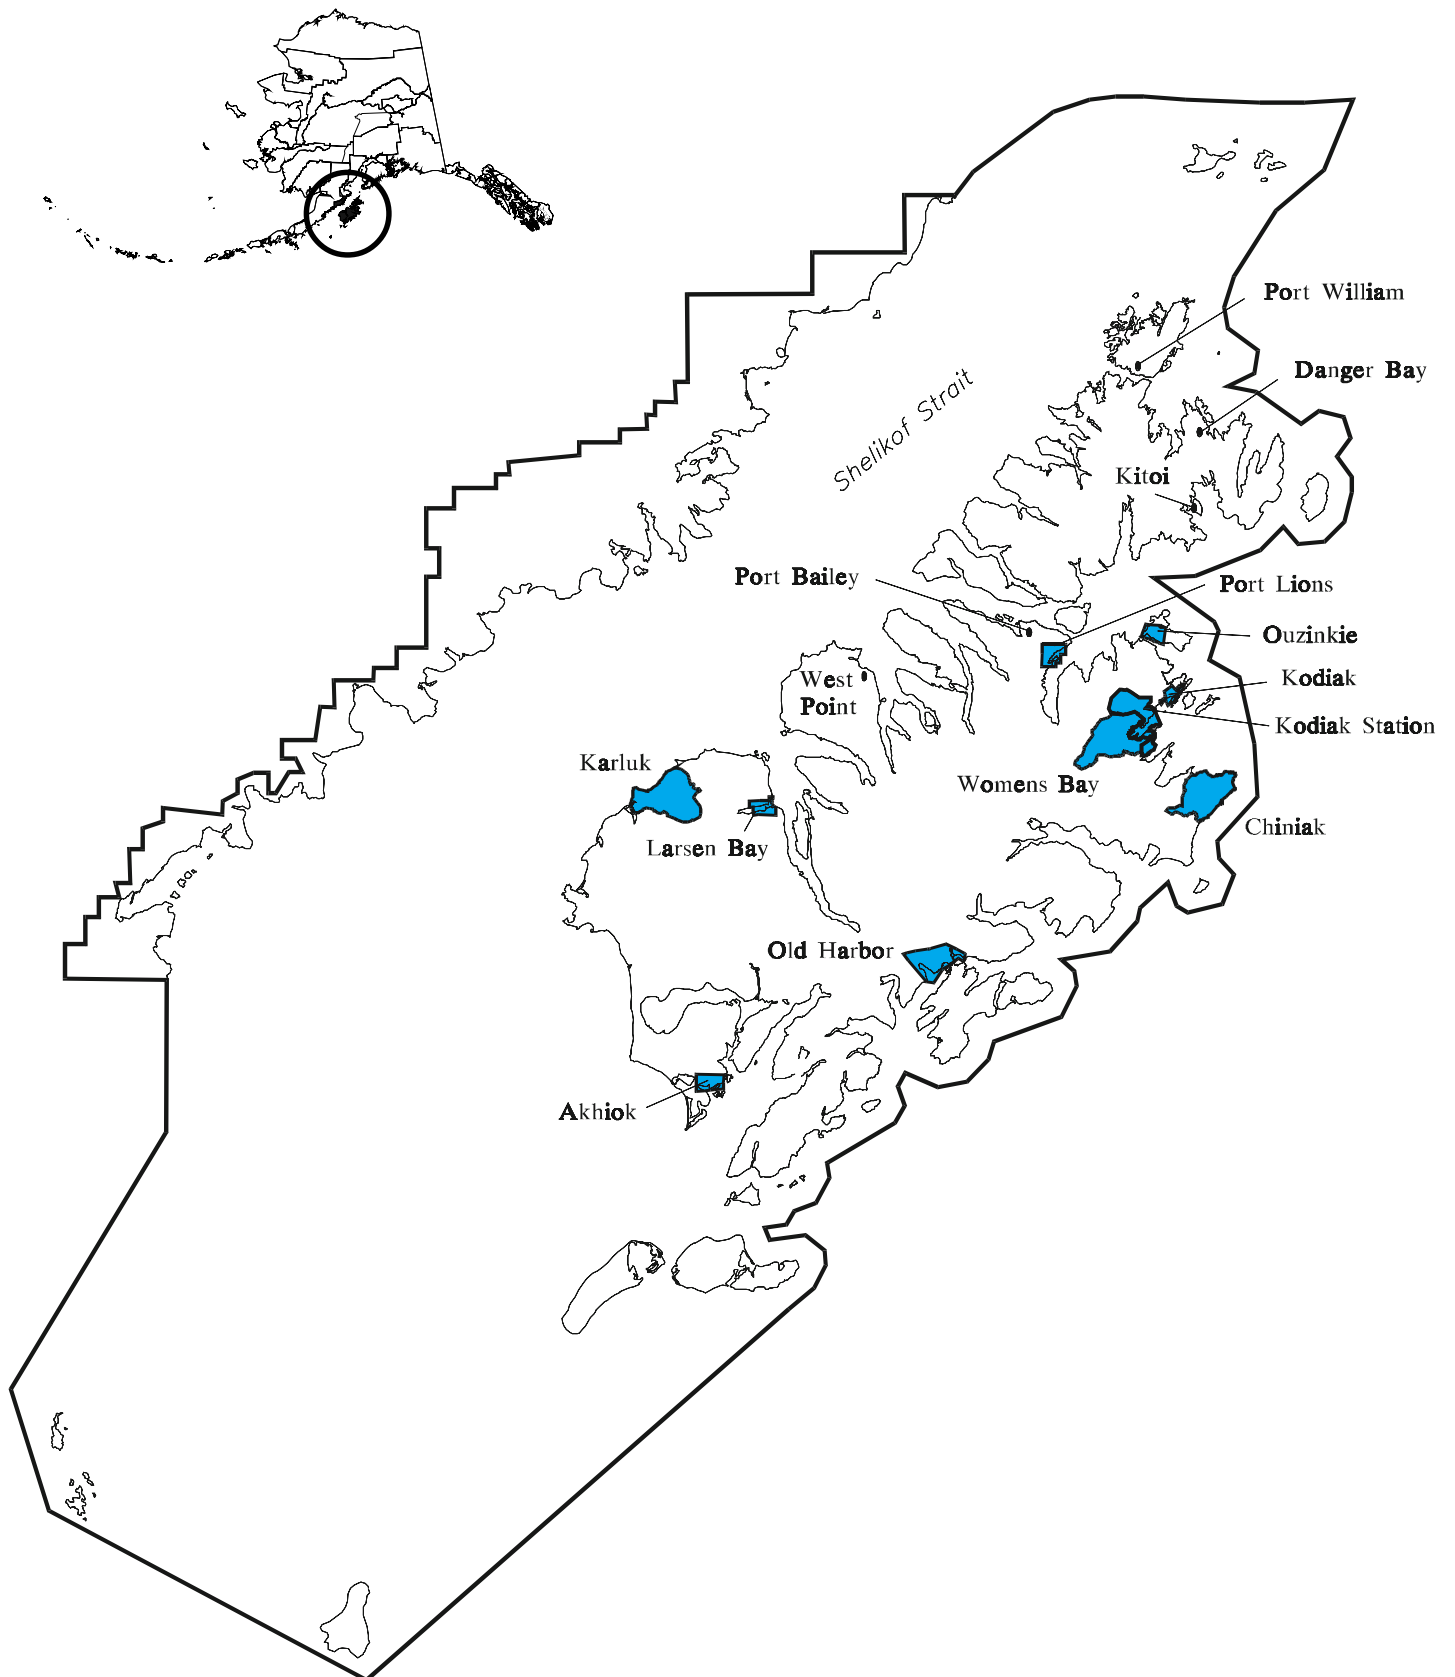 Port William
Danger Bay
Shelikof Strait
Kitoi
Port Bailey
Port Lions
Ouzinkie
West
Point
Kodiak
Kodiak Station
Karluk
Womens Bay
Larsen Bay
Chiniak
Old Harbor
Akhiok